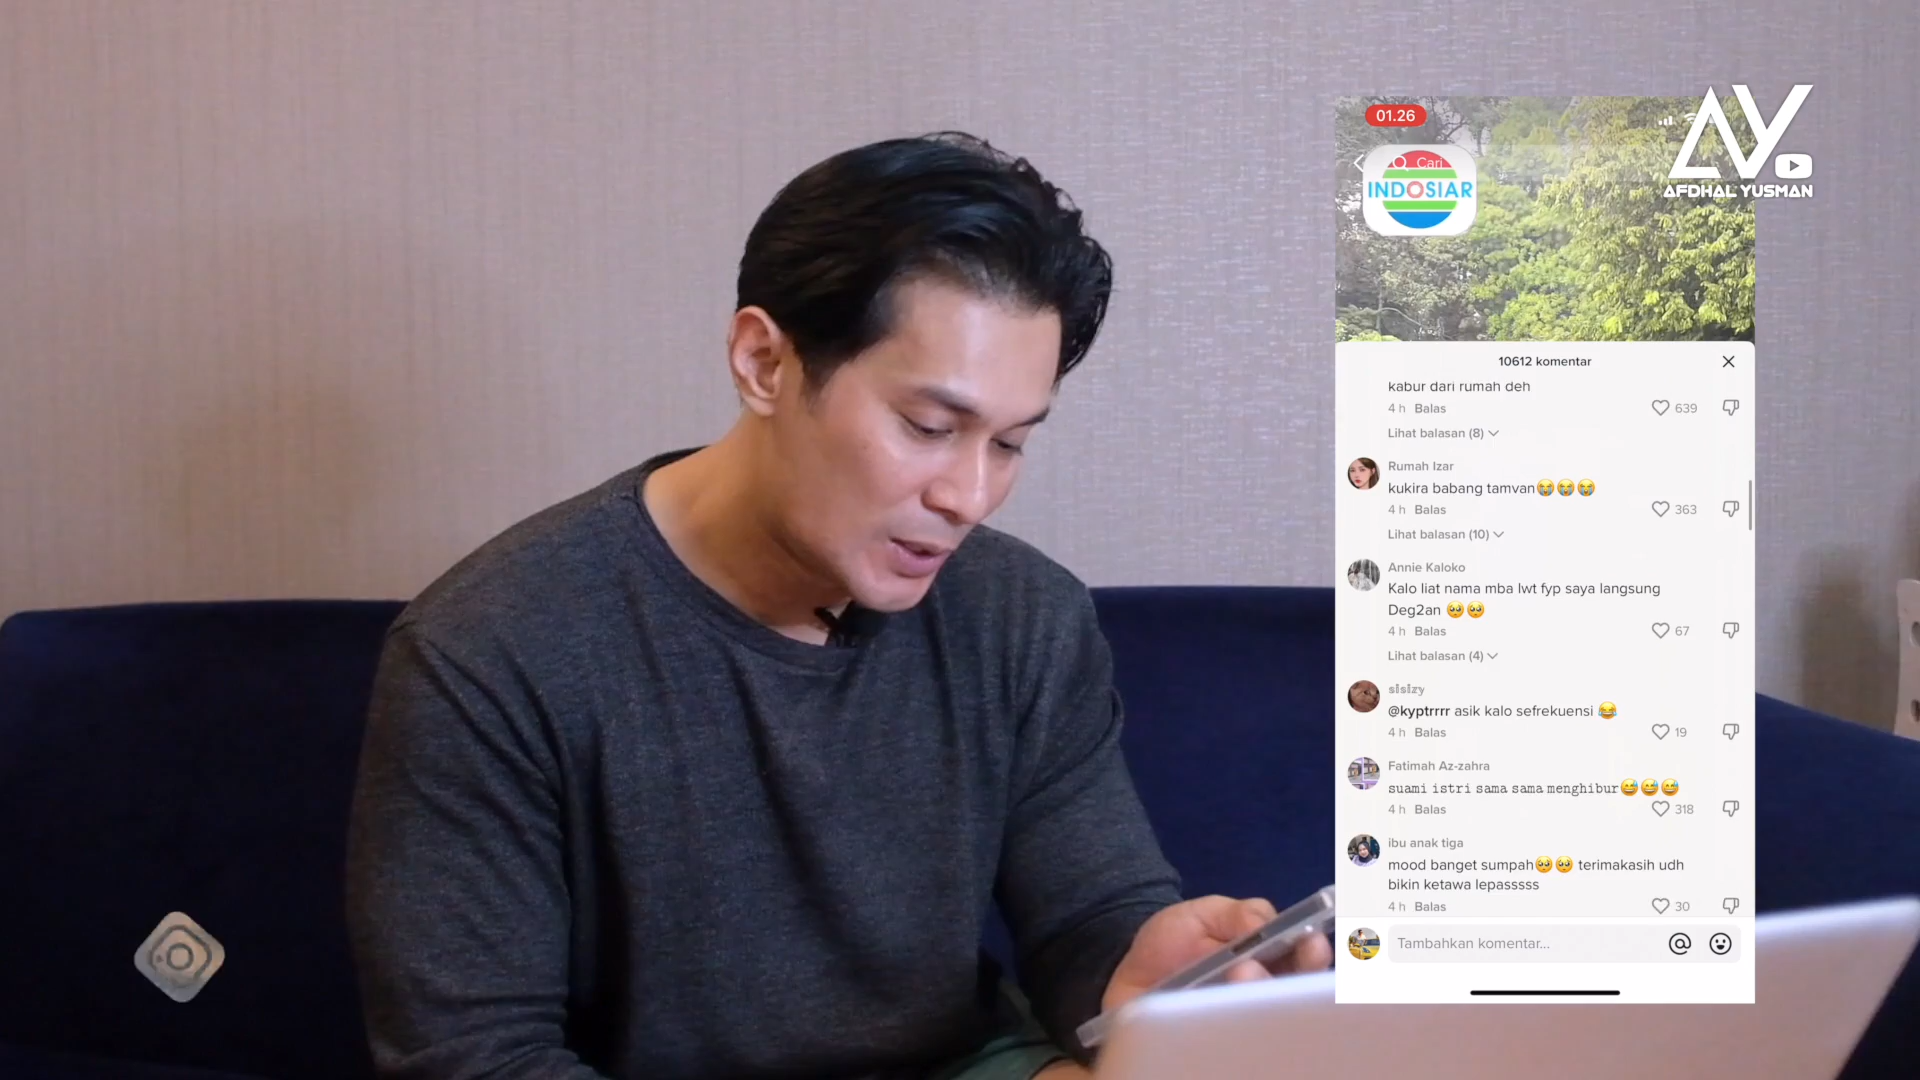 01.26
Cari
INDOSIAR
AV
AFDHAL YUSMAN
10612 komentar
kabur dari rumah deh
4 h Balas 639
Lihat balasan (8)
Rumah Izar
kukira babang tamvan😭😭😭
4 h Balas 363
Lihat balasan (10)
Annie Kaloko
Kalo liat nama mba lwt fyp saya langsung
Deg2an 🥺🥺
4 h Balas 67
Lihat balasan (4)
sisizy
@kyptrrrr asik kalo sefrekuensi 😂
4 h Balas 19
Fatimah Az-zahra
suami istri sama sama menghibur😅😅😅
4 h Balas 318
ibu anak tiga
mood banget sumpah🥺🥺 terimakasih udh
bikin ketawa lepasssss
4 h Balas 30
Tambahkan komentar...